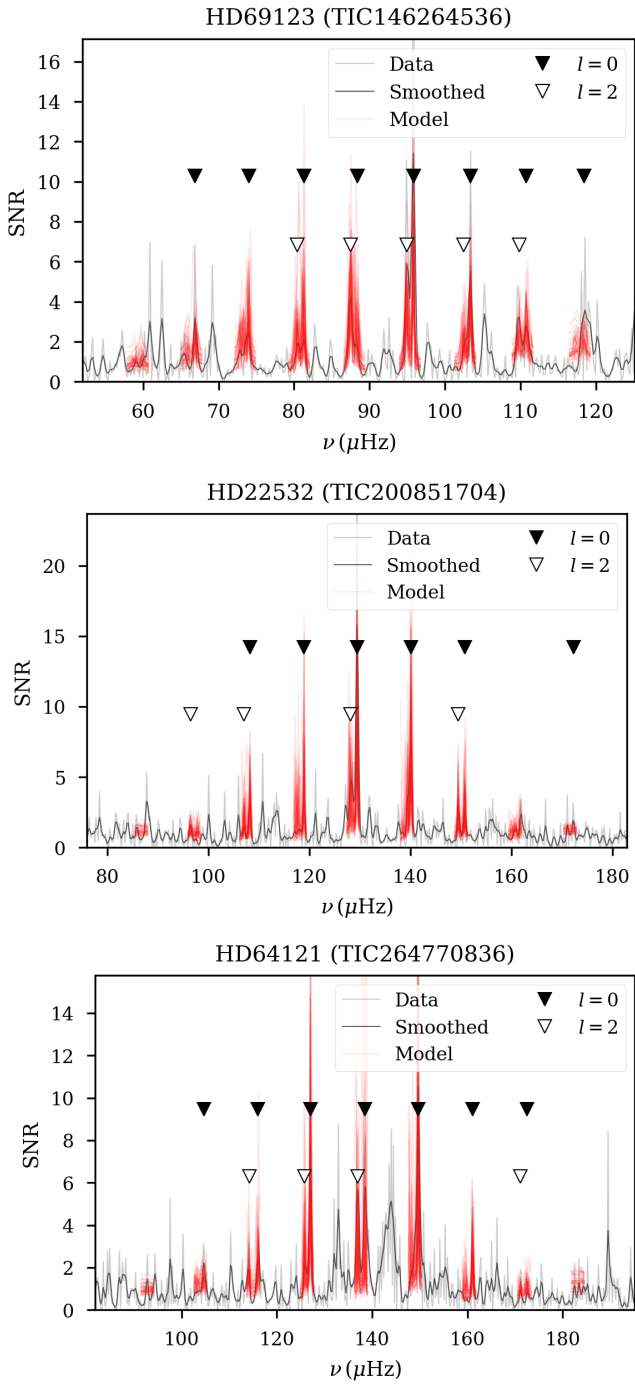 HD69123 (TIC146264536)
Data
l = 0
Smoothed
l = 2
Model
16
14
12
10
8
6
4
2
0
SNR
60 70 80 90 100 110 120
ν (μHz)
HD22532 (TIC200851704)
Data
l = 0
Smoothed
l = 2
Model
20
15
10
5
0
SNR
80 100 120 140 160 180
ν (μHz)
HD64121 (TIC264770836)
Data
l = 0
Smoothed
l = 2
Model
14
12
10
8
6
4
2
0
SNR
100 120 140 160 180
ν (μHz)